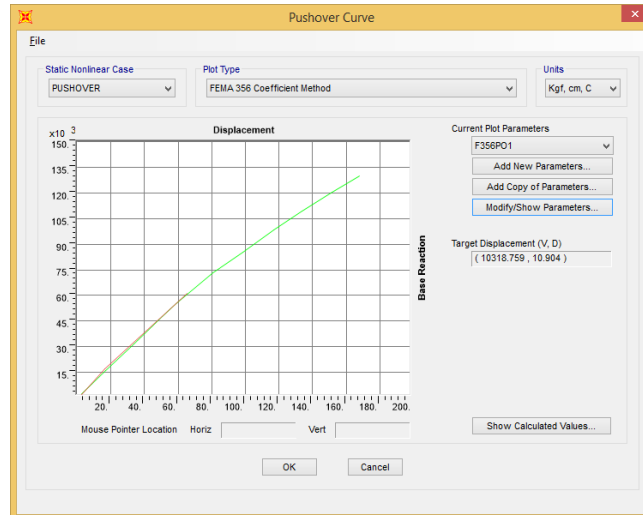 Pushover Curve
File
Static Nonlinear Case
PUSHOVER
Plot Type
FEMA 356 Coefficient Method
Units
Kgf, cm, C
x10 3
Displacement
150.
135.
120.
105.
90.
75.
60.
45.
30.
15.
20. 40. 60. 80. 100. 120. 140. 160. 180. 200.
Base Reaction
Mouse Pointer Location Horiz Vert
Current Plot Parameters
F356PO1
Add New Parameters...
Add Copy of Parameters...
Modify/Show Parameters...
Target Displacement (V, D)
( 10318.759 , 10.904 )
Show Calculated Values...
OK
Cancel